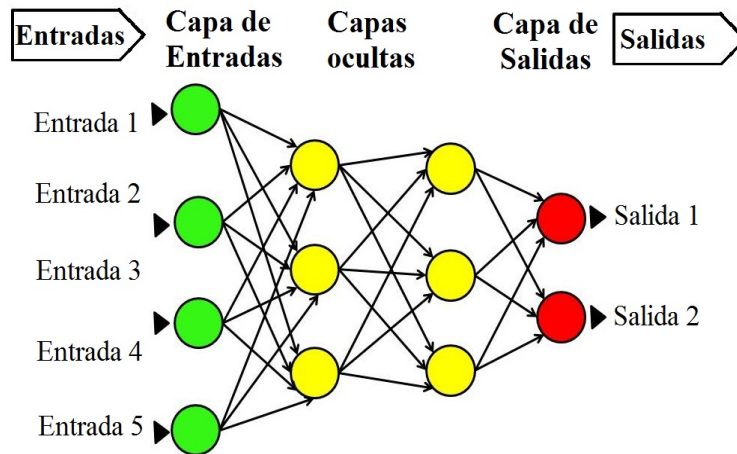 Entradas
Capa de
Entradas
Capas
ocultas
Capa de
Salidas
Salidas
Entrada 1
Entrada 2
Entrada 3
Entrada 4
Entrada 5
Salida 1
Salida 2